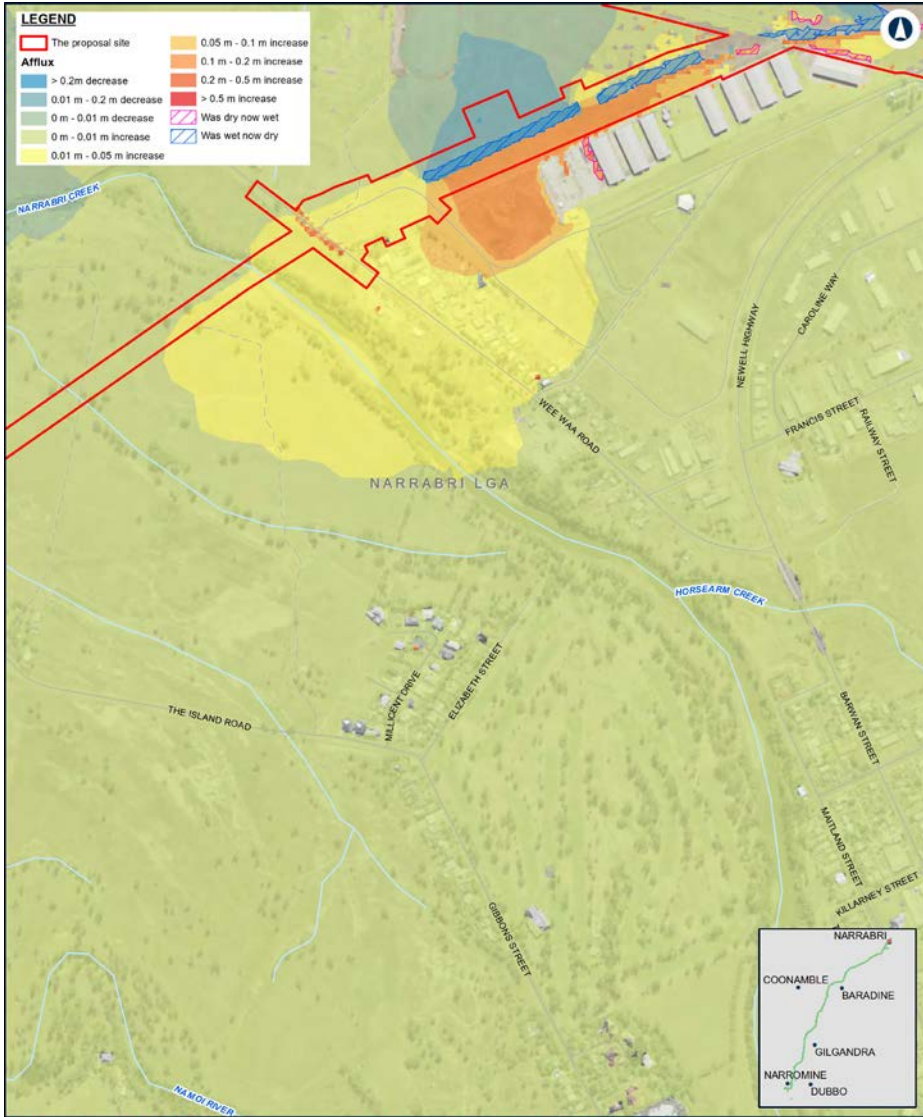 LEGEND
The proposal site
Afflux
> 0.2m decrease
0.01 m - 0.2 m decrease
0 m - 0.01 m decrease
0 m - 0.01 m increase
0.01 m - 0.05 m increase
0.05 m - 0.1 m increase
0.1 m - 0.2 m increase
0.2 m - 0.5 m increase
> 0.5 m increase
Was dry now wet
Was wet now dry
NARRABRI CREEK
NEWELL HIGHWAY
CAROLINE WAY
FRANCIS STREET
RAILWAY STREET
WEE WAA ROAD
NARRABRI LGA
HORSEARM CREEK
MILLICENT DRIVE
ELIZABETH STREET
THE ISLAND ROAD
BARWAN STREET
MAITLAND STREET
KILLARNEY STREET
GIBBONS STREET
NAMOI RIVER
NARRABRI
COONAMBLE
BARADINE
GILGANDRA
NARROMINE
DUBBO